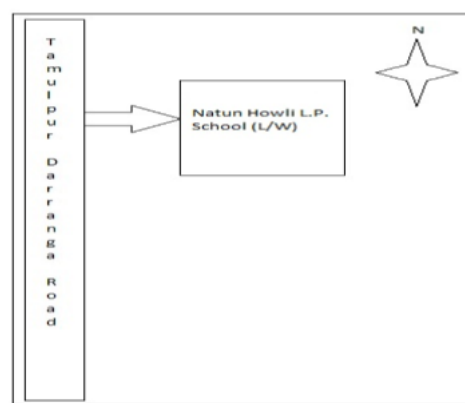 Tamulpur Darranga Road
Natun Howli L.P.
School (L/W)
N